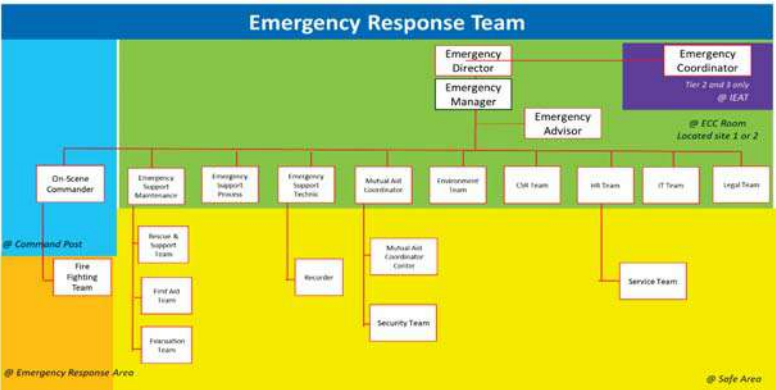 Emergency Response Team
Emergency
Director
Emergency
Coordinator
Tier 2 and 3 only
@ IEAT
Emergency
Manager
Emergency
Advisor
@ ECC Room
Located site 1 or 2
On-Scene
Commander
Emergency
Support
Maintenance
Emergency
Support
Process
Emergency
Support
Technic
Mutual Aid
Coordinator
Environment
Team
CSR Team
HR Team
IT Team
Legal Team
@ Command Post
Fire
Fighting
Team
Rescue &
Support
Team
First Aid
Team
Evacuation
Team
Recorder
Mutual Aid
Coordinator
Center
Security Team
Service Team
@ Emergency Response Area
@ Safe Area